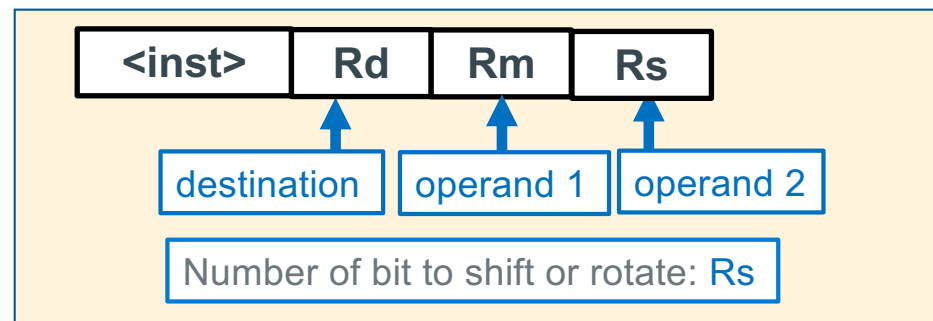 <inst> Rd Rm Rs
destination operand 1 operand 2
Number of bit to shift or rotate: Rs